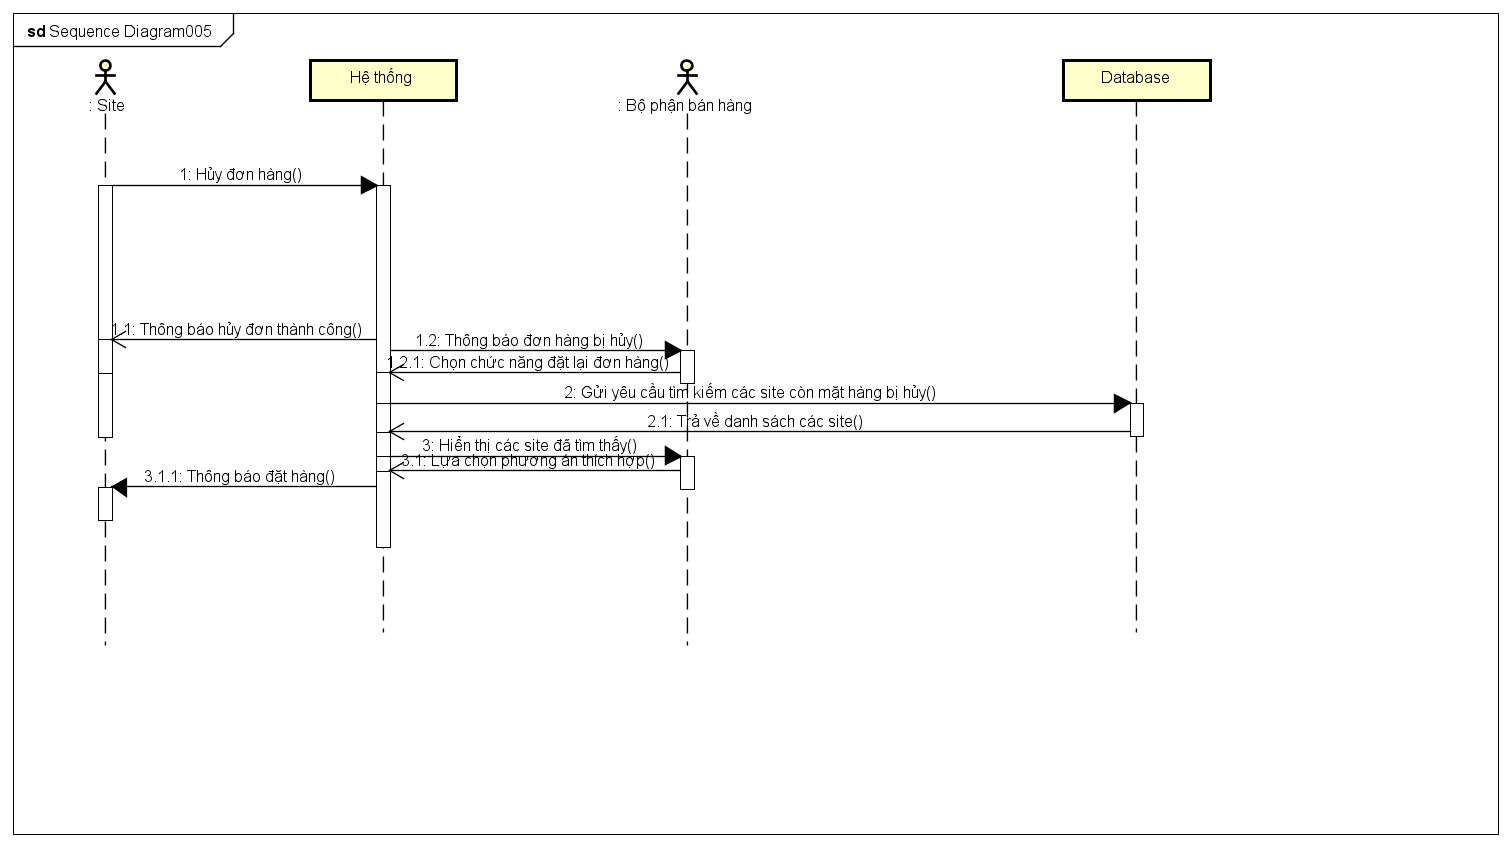 sd Sequence Diagram005
: Site
Hệ thống
: Bộ phận bán hàng
Database
1: Hủy đơn hàng()
1.1: Thông báo hủy đơn thành công()
1.2: Thông báo đơn hàng bị hủy()
1.2.1: Chọn chức năng đặt lại đơn hàng()
2: Gửi yêu cầu tìm kiếm các site còn mặt hàng bị hủy()
2.1: Trả về danh sách các site()
3: Hiển thị các site đã tìm thấy()
3.1: Lựa chọn phương án thích hợp()
3.1.1: Thông báo đặt hàng()